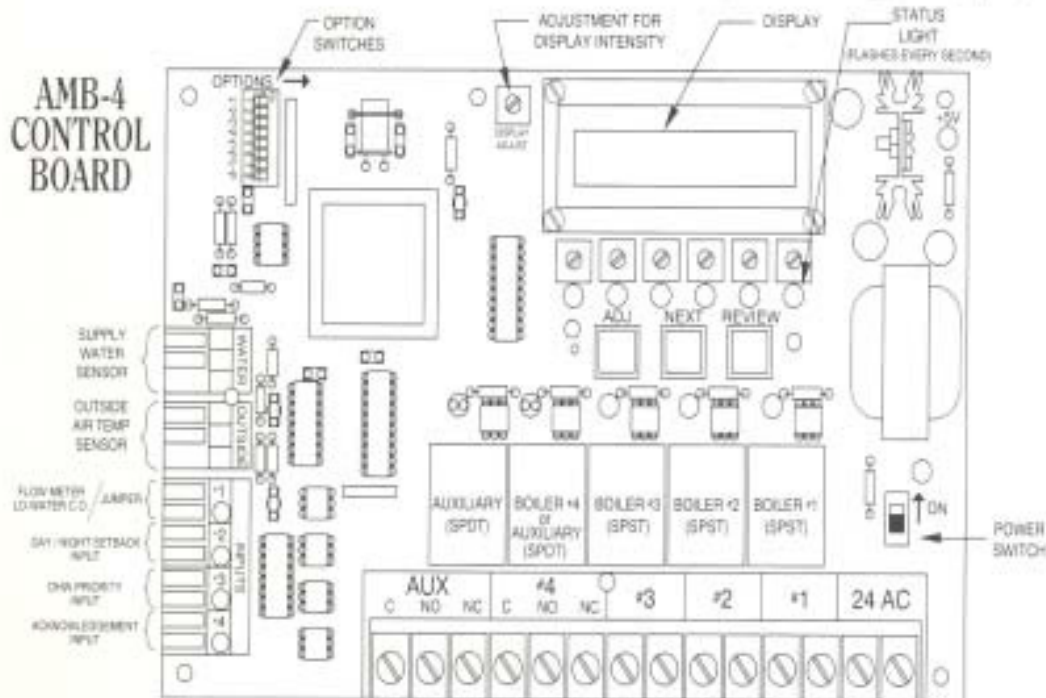 OPTION
SWITCHES
ADJUSTMENT FOR
DISPLAY INTENSITY
DISPLAY
STATUS
LIGHT
(FLASHES EVERY SECOND)
AMB-4
CONTROL
BOARD
OPTIONS
DISPLAY
ADJUST
+5V
ADJ
NEXT
REVIEW
SUPPLY
WATER
SENSOR
WATER
OUTSIDE
AIR TEMP
SENSOR
OUTSIDE
FLOW METER
LO-WATER C.O. / JUMPER
DAY / NIGHT SETBACK
INPUT
DHW PRIORITY
INPUT
ACKNOWLEDGEMENT
INPUT
#1
#2
#3
#4
INPUTS
AUXILIARY
(SPDT)
BOILER #4
or
AUXILIARY
(SPDT)
BOILER #3
(SPST)
BOILER #2
(SPST)
BOILER #1
(SPST)
ON
POWER
SWITCH
AUX
C NO NC
#4
C NO NC
#3
#2
#1
24 AC